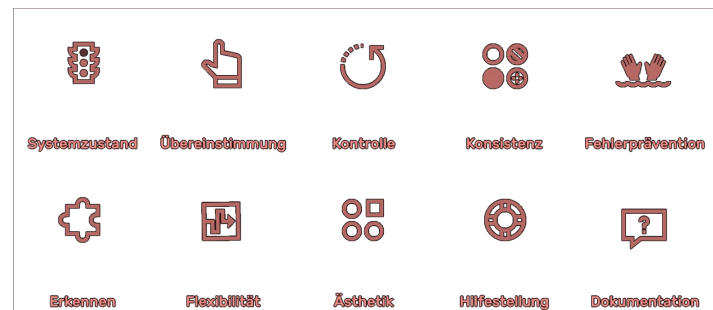 Systemzustand Übereinstimmung Kontrolle Konsistenz Fehlerprävention
?
Erkennen Flexibilität Ästhetik Hilfestellung Dokumentation